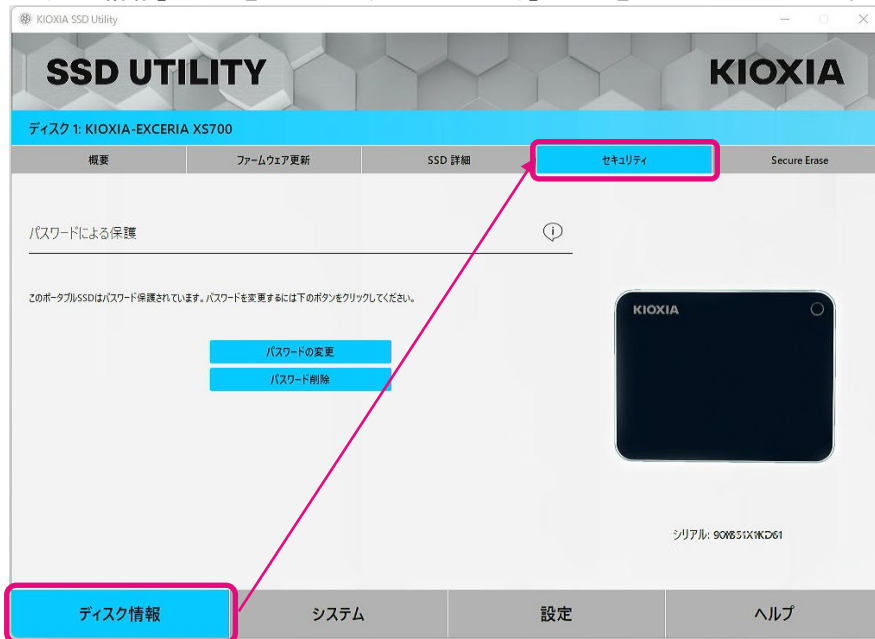 KIOXIA SSD Utility
SSD UTILITY
KIOXIA
ディスク 1: KIOXIA-EXCERIA XS700
概要
ファームウェア更新
SSD 詳細
セキュリティ
Secure Erase
パスワードによる保護
このポータブルSSDはパスワード保護されています。パスワードを変更するには下のボタンをクリックしてください。
KIOXIA
パスワードの変更
パスワード削除
シリアル:
ディスク情報
システム
設定
ヘルプ